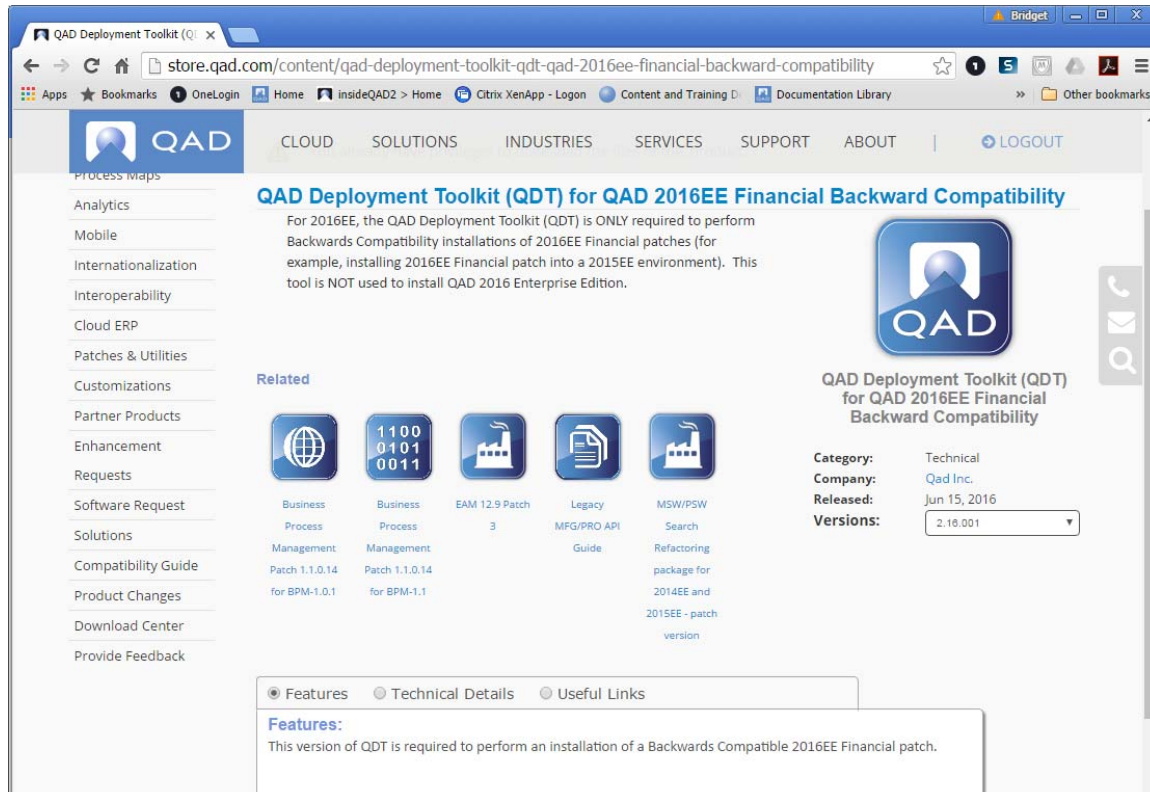 Bridget
QAD Deployment Toolkit (QD
store.qad.com/content/qad-deployment-toolkit-qdt-qad-2016ee-financial-backward-compatibility
Apps Bookmarks OneLogin Home insideQAD2 > Home Citrix XenApp - Logon Content and Training D Documentation Library » Other bookmarks
QAD CLOUD SOLUTIONS INDUSTRIES SERVICES SUPPORT ABOUT | LOGOUT
Process Maps
Analytics
Mobile
Internationalization
Interoperability
Cloud ERP
Patches & Utilities
Customizations
Partner Products
Enhancement
Requests
Software Request
Solutions
Compatibility Guide
Product Changes
Download Center
Provide Feedback
QAD Deployment Toolkit (QDT) for QAD 2016EE Financial Backward Compatibility
For 2016EE, the QAD Deployment Toolkit (QDT) is ONLY required to perform
Backwards Compatibility installations of 2016EE Financial patches (for
example, installing 2016EE Financial patch into a 2015EE environment). This
tool is NOT used to install QAD 2016 Enterprise Edition.
QAD
QAD Deployment Toolkit (QDT)
for QAD 2016EE Financial
Backward Compatibility
Category: Technical
Company: Qad Inc.
Released: Jun 15, 2016
Versions: 2.16.001
Related
1100
0101
0011
Business
Process
Management
Patch 1.1.0.14
for BPM-1.0.1
Business
Process
Management
Patch 1.1.0.14
for BPM-1.1
EAM 12.9 Patch
3
Legacy
MFG/PRO API
Guide
MSW/PSW
Search
Refactoring
package for
2014EE and
2015EE - patch
version
Features Technical Details Useful Links
Features:
This version of QDT is required to perform an installation of a Backwards Compatible 2016EE Financial patch.